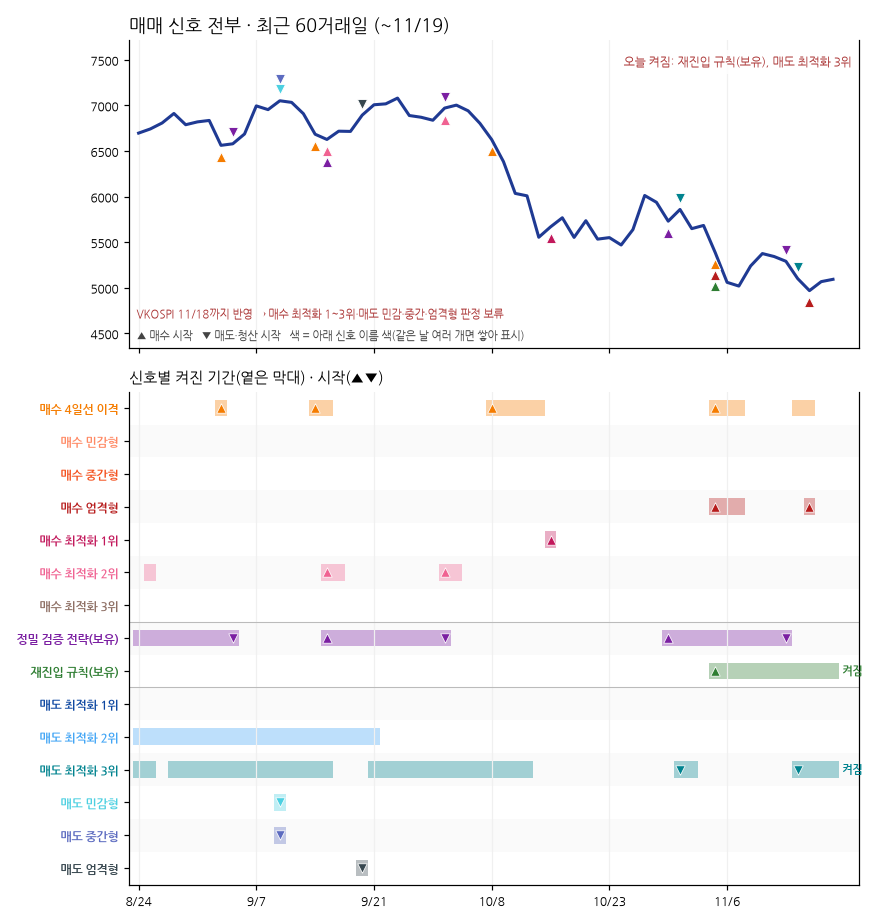 매매 신호 전부 · 최근 60거래일 (~11/19)
오늘 켜짐: 재진입 규칙(보유), 매도 최적화 3위
7500
7000
6500
6000
5500
5000
4500
VKOSPI 11/18까지 반영 → 매수 최적화 1~3위·매도 민감·중간·엄격형 판정 보류
▲ 매수 시작 ▼ 매도·청산 시작 색 = 아래 신호 이름 색(같은 날 여러 개면 쌓아 표시)
신호별 켜진 기간(옅은 막대) · 시작(▲▼)
매수 4일선 이격
매수 민감형
매수 중간형
매수 엄격형
매수 최적화 1위
매수 최적화 2위
매수 최적화 3위
정밀 검증 전략(보유)
재진입 규칙(보유) 켜짐
매도 최적화 1위
매도 최적화 2위
매도 최적화 3위 켜짐
매도 민감형
매도 중간형
매도 엄격형
8/24 9/7 9/21 10/8 10/23 11/6